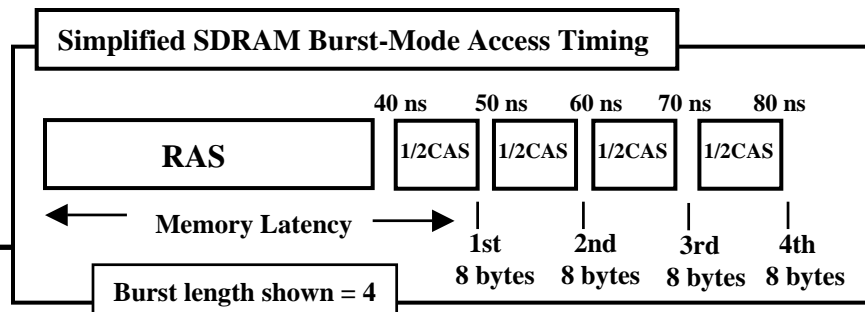 Simplified SDRAM Burst-Mode Access Timing
40 ns 50 ns 60 ns 70 ns 80 ns
RAS 1/2CAS 1/2CAS 1/2CAS 1/2CAS
Memory Latency
1st 2nd 3rd 4th
8 bytes 8 bytes 8 bytes 8 bytes
Burst length shown = 4